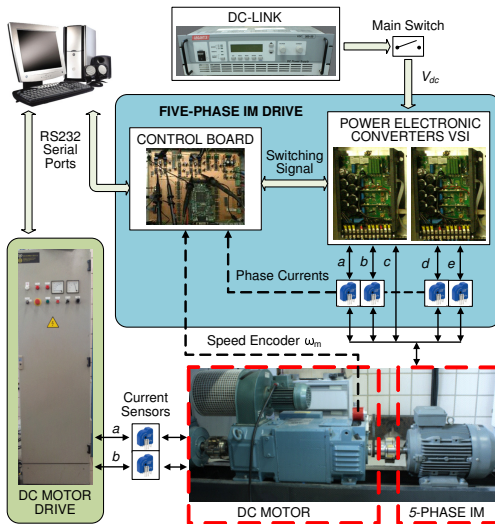 DC-LINK
Main Switch
Vdc
FIVE-PHASE IM DRIVE
POWER ELECTRONIC
CONVERTERS VSI
CONTROL BOARD
RS232
Serial
Ports
Switching
Signal
a
b
c
d
e
Phase Currents
Speed Encoder ωm
Current
Sensors
a
b
DC MOTOR
DRIVE
DC MOTOR
5-PHASE IM